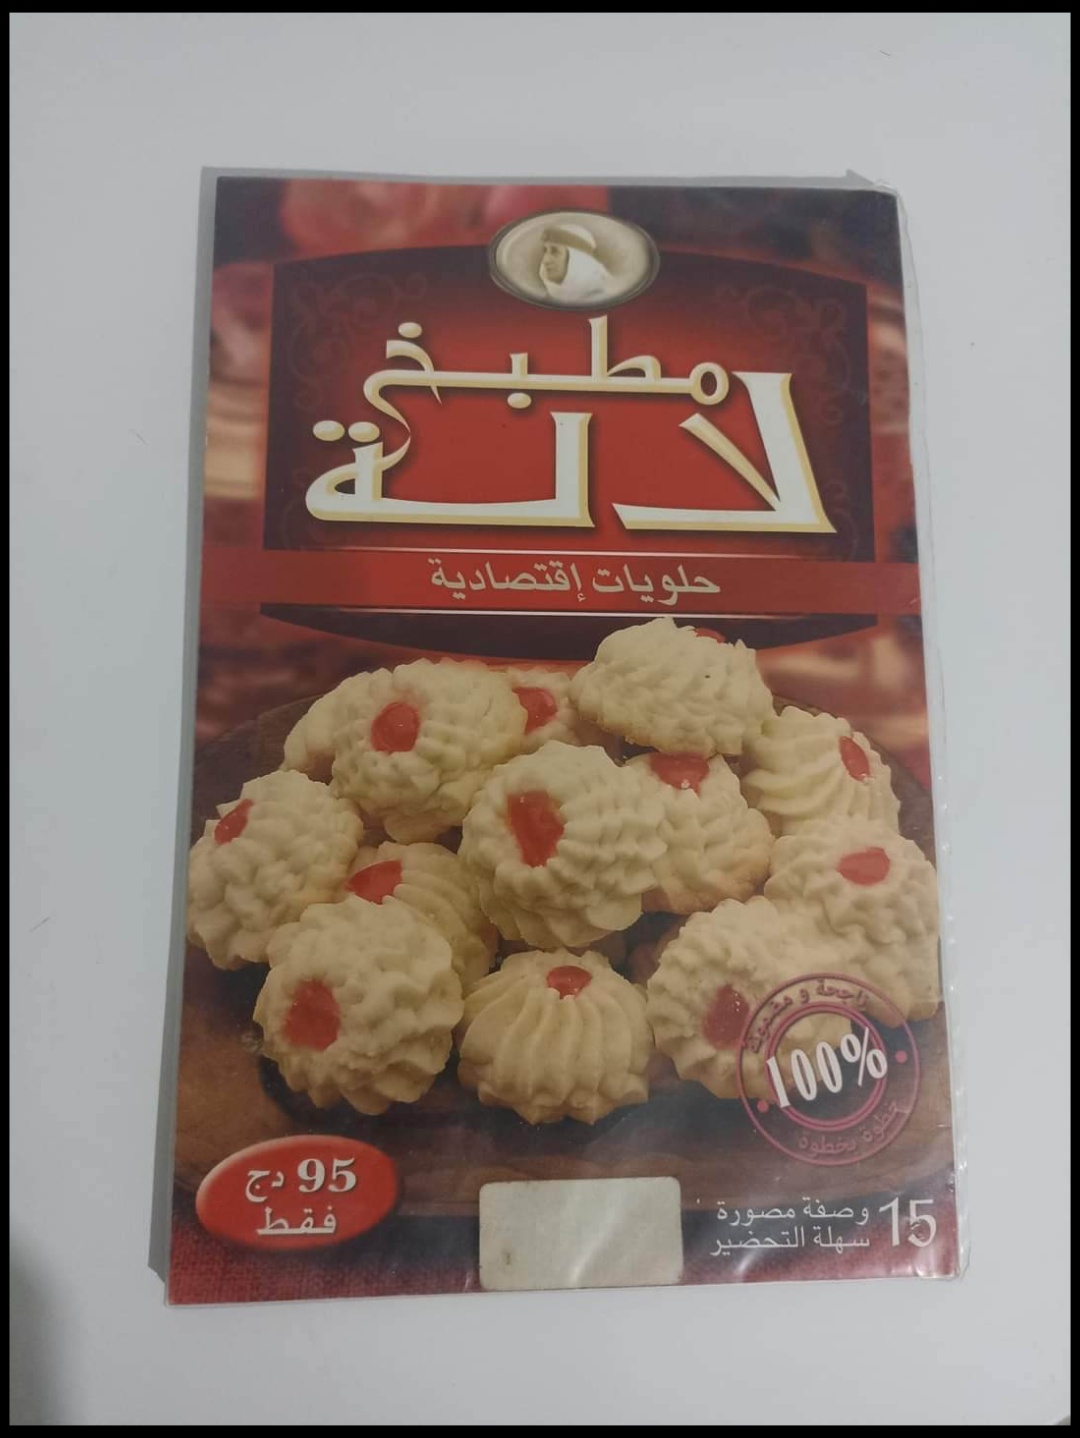 مطبخ
لالة
حلويات إقتصادية
ناجحة و مضمونة
100%
خطوة بخطوة
95 دج
فقط
15 وصفة مصورة
سهلة التحضير